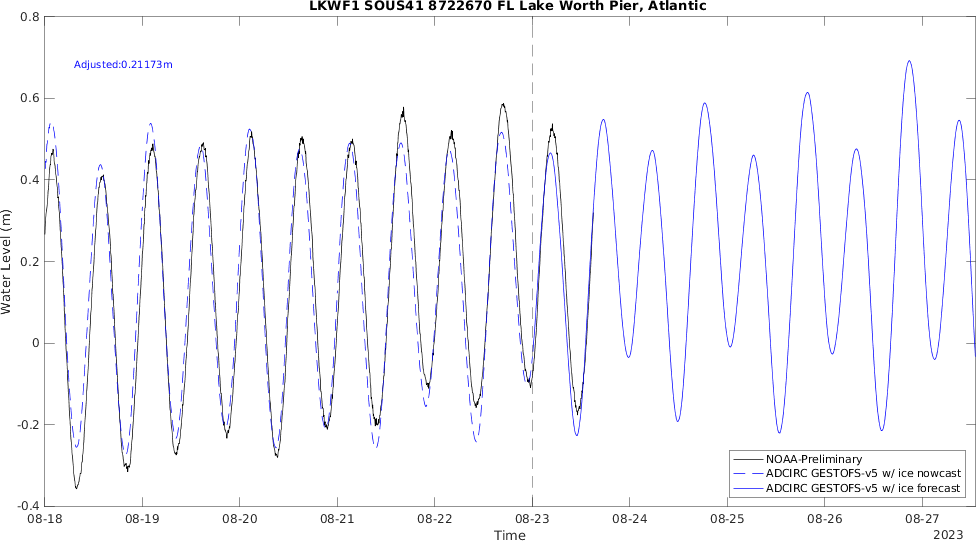 LKWF1 SOUS41 8722670 FL Lake Worth Pier, Atlantic
0.8
Adjusted:0.21173m
0.6
0.4
0.2
0
-0.2
-0.4
Water Level (m)
NOAA-Preliminary
ADCIRC GESTOFS-v5 w/ ice nowcast
ADCIRC GESTOFS-v5 w/ ice forecast
08-18 08-19 08-20 08-21 08-22 08-23 08-24 08-25 08-26 08-27
Time
2023